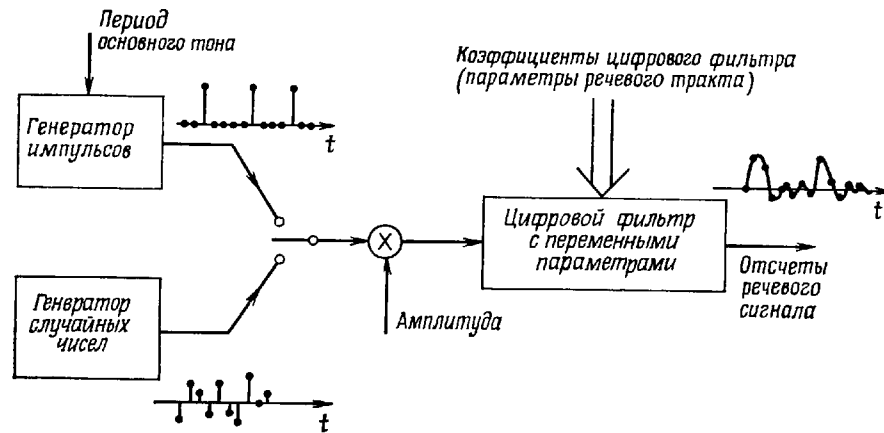 Период
основного тона
Генератор
импульсов
t
Коэффициенты цифрового фильтра
(параметры речевого тракта)
t
Цифровой фильтр
с переменными
параметрами
X
Отсчеты
речевого
сигнала
Амплитуда
Генератор
случайных
чисел
t